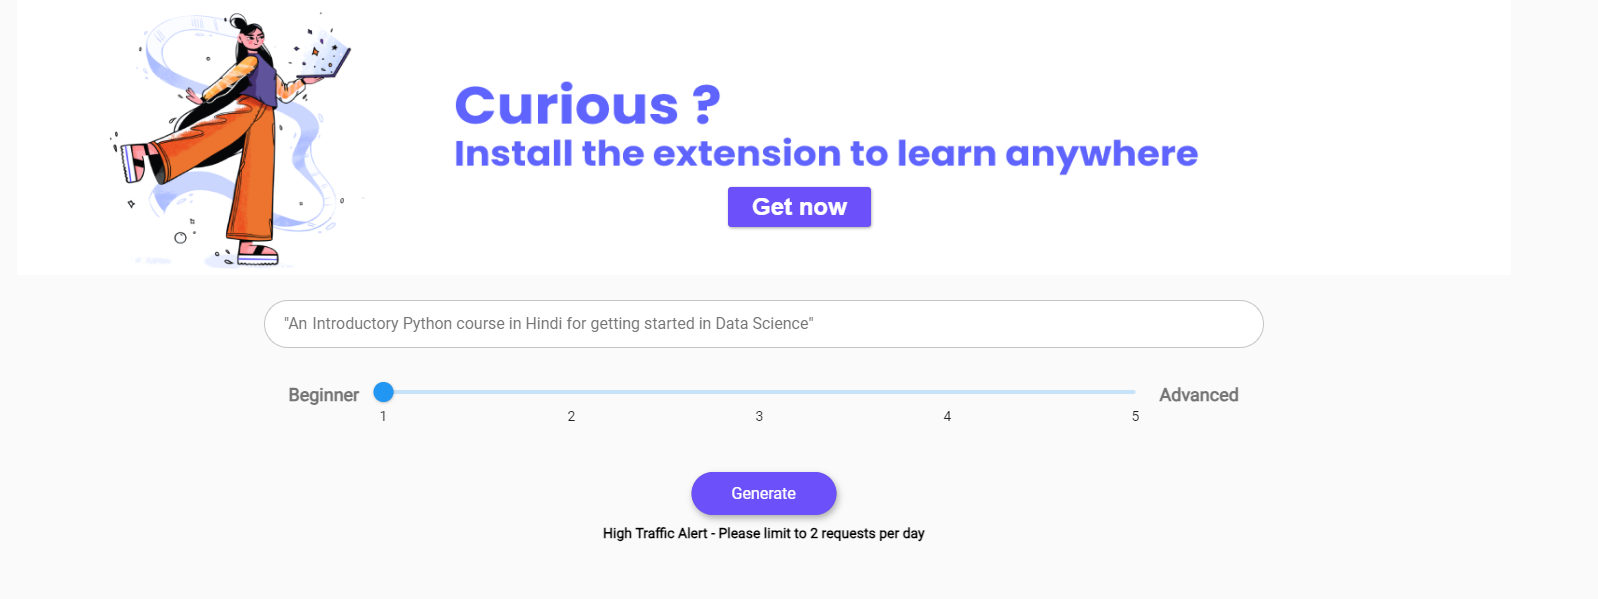 Curious ?
Install the extension to learn anywhere
Get now
"An Introductory Python course in Hindi for getting started in Data Science"
Beginner
Advanced
1 2 3 4 5
Generate
High Traffic Alert - Please limit to 2 requests per day